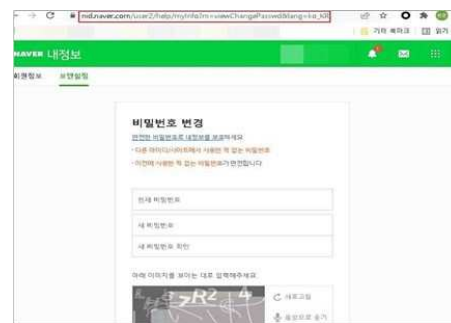 nid.naver.com/user2/help/myInfo?m=viewChangePasswd&lang=ko_KR
기타 북마크
읽기
NAVER 내정보
회원정보 보안설정
비밀번호 변경
안전한 비밀번호로 내정보를 보호하세요
· 다른 아이디/사이트에서 사용한 적 없는 비밀번호
· 이전에 사용한 적 없는 비밀번호가 안전합니다
현재 비밀번호
새 비밀번호
새 비밀번호 확인
아래 이미지를 보이는 대로 입력해주세요.
새로고침
음성으로 듣기